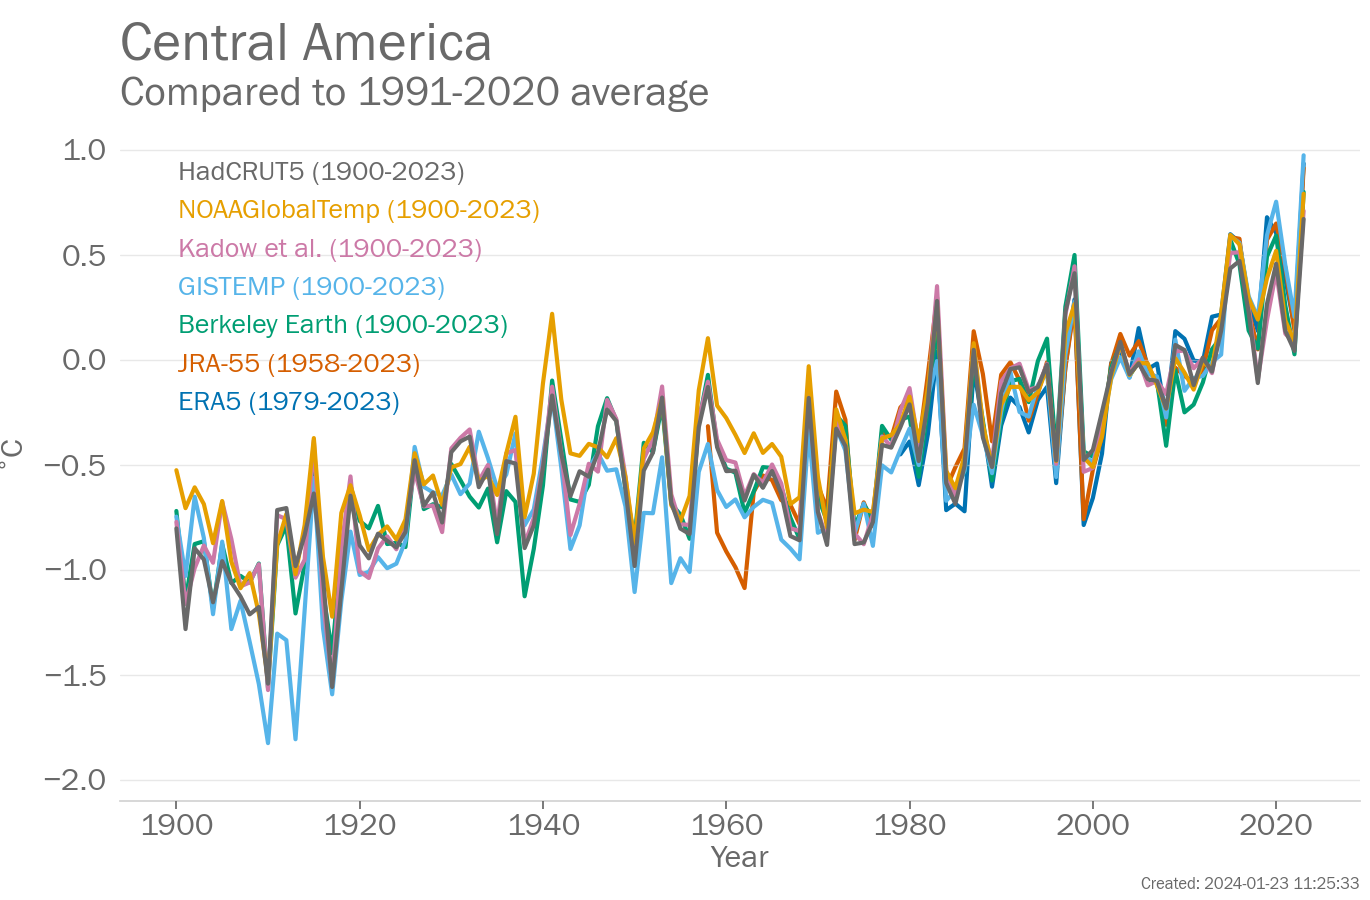 Central America
Compared to 1991-2020 average
1.0
0.5
0.0
−0.5
−1.0
−1.5
−2.0
°C
HadCRUT5 (1900-2023)
NOAAGlobalTemp (1900-2023)
Kadow et al. (1900-2023)
GISTEMP (1900-2023)
Berkeley Earth (1900-2023)
JRA-55 (1958-2023)
ERA5 (1979-2023)
1900 1920 1940 1960 1980 2000 2020
Year
Created: 2024-01-23 11:25:33